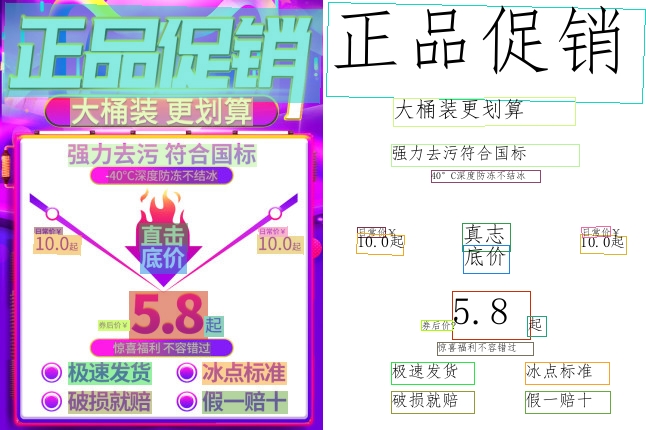 正品促销
大桶装 更划算
强力去污 符合国标
-40℃深度防冻不结冰
日常价¥
10.0起
日常价¥
10.0起
直击
底价
券后价¥
5.8起
惊喜福利 不容错过
极速发货
冰点标准
破损就赔
假一赔十
正品促销
大桶装更划算
强力去污符合国标
40°C深度防冻不结冰
日常价¥
10.0起
日常价¥
10.0起
真志
底价
券后价?
5.8
起
惊喜福利不容错过
极速发货
冰点标准
破损就赔
假一赔十